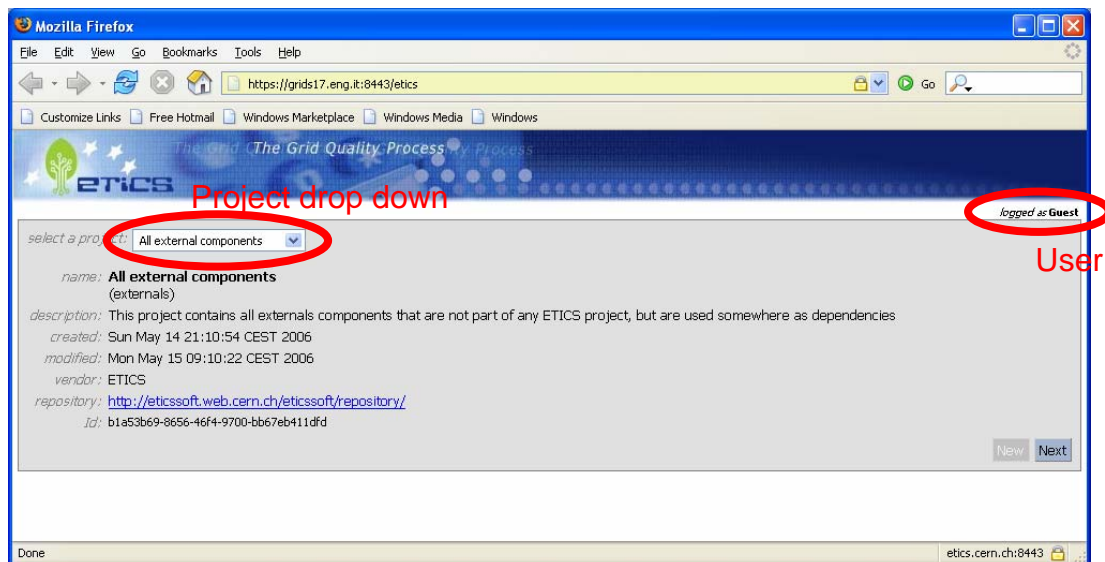 Mozilla Firefox
File Edit View Go Bookmarks Tools Help
https://grids17.eng.it:8443/etics Go
Customize Links Free Hotmail Windows Marketplace Windows Media Windows
The Grid Quality Process
etics
Project drop down
logged as Guest
select a project: All external components
User
name: All external components
(externals)
description: This project contains all externals components that are not part of any ETICS project, but are used somewhere as dependencies
created: Sun May 14 21:10:54 CEST 2006
modified: Mon May 15 09:10:22 CEST 2006
vendor: ETICS
repository: http://eticssoft.web.cern.ch/eticssoft/repository/
Id: b1a53b69-8656-46f4-9700-bb67eb411dfd
New Next
Done etics.cern.ch:8443